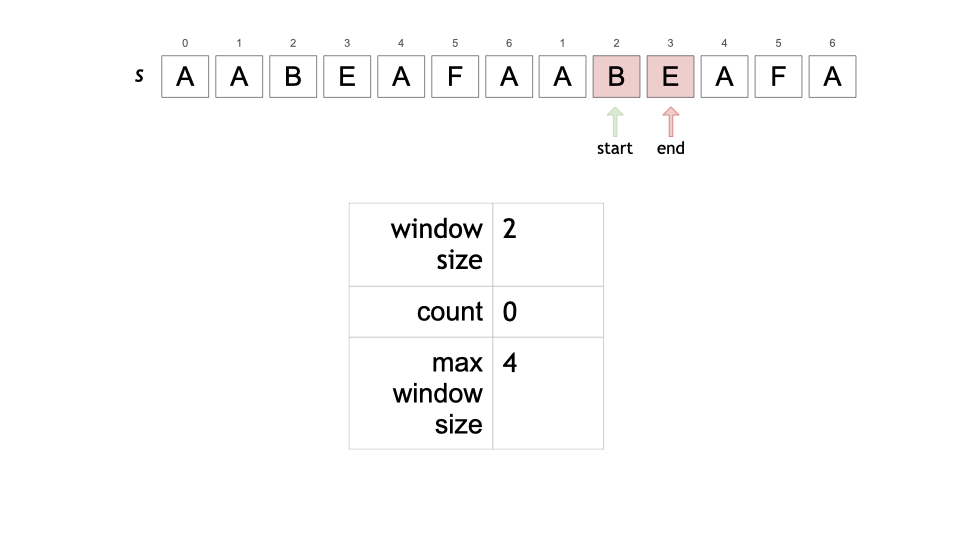 0 1 2 3 4 5 6 1 2 3 4 5 6
s A A B E A F A A B E A F A
start end
window size 2
count 0
max window size 4